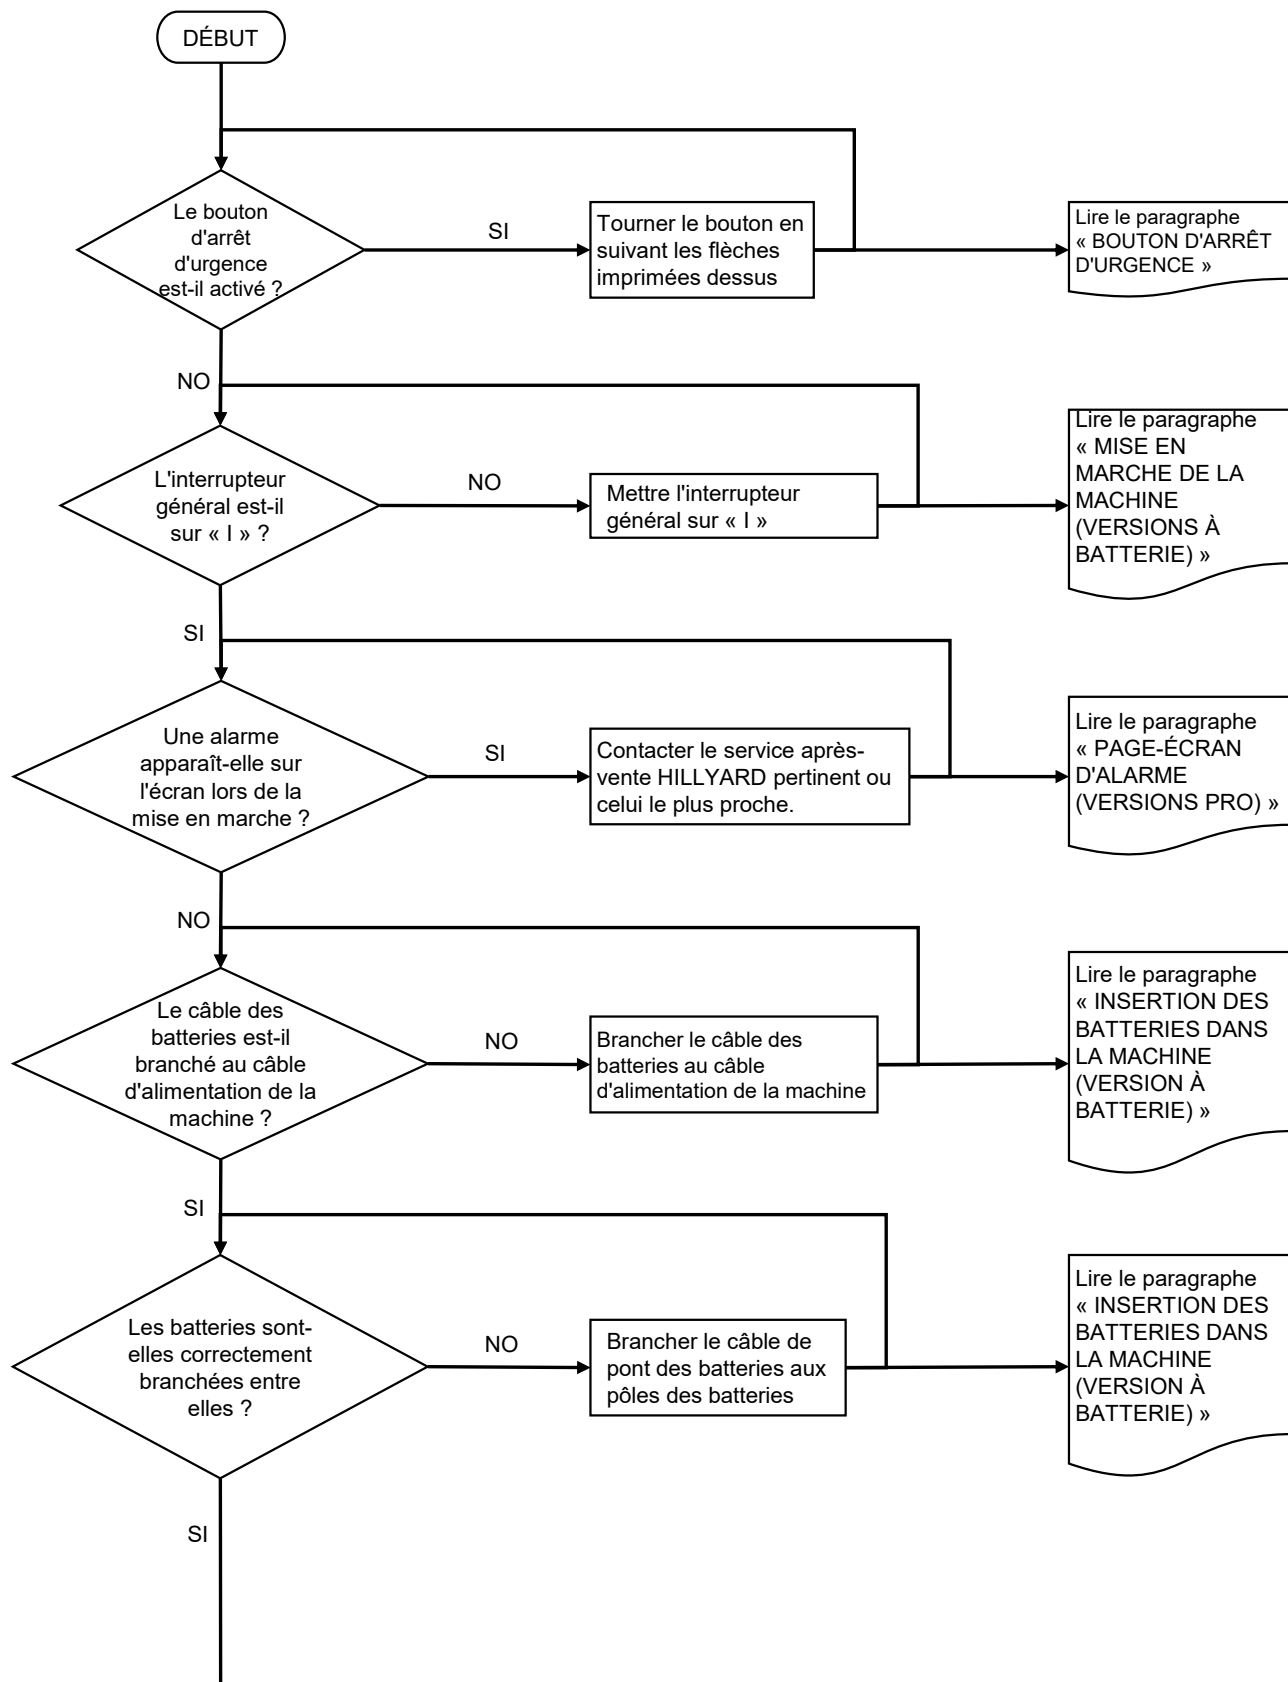 DÉBUT
Le bouton
d'arrêt
d'urgence
est-il activé ?
SI
Tourner le bouton en
suivant les flèches
imprimées dessus
Lire le paragraphe
« BOUTON D'ARRÊT
D'URGENCE »
NO
L'interrupteur
général est-il
sur « I » ?
NO
Mettre l'interrupteur
général sur « I »
Lire le paragraphe
« MISE EN
MARCHE DE LA
MACHINE
(VERSIONS À
BATTERIE) »
SI
Une alarme
apparaît-elle sur
l'écran lors de la
mise en marche ?
SI
Contacter le service après-
vente HILLYARD pertinent ou
celui le plus proche.
Lire le paragraphe
« PAGE-ÉCRAN
D'ALARME
(VERSIONS PRO) »
NO
Le câble des
batteries est-il
branché au câble
d'alimentation de la
machine ?
NO
Brancher le câble des
batteries au câble
d'alimentation de la machine
Lire le paragraphe
« INSERTION DES
BATTERIES DANS
LA MACHINE
(VERSION À
BATTERIE) »
SI
Les batteries sont-
elles correctement
branchées entre
elles ?
NO
Brancher le câble de
pont des batteries aux
pôles des batteries
Lire le paragraphe
« INSERTION DES
BATTERIES DANS
LA MACHINE
(VERSION À
BATTERIE) »
SI